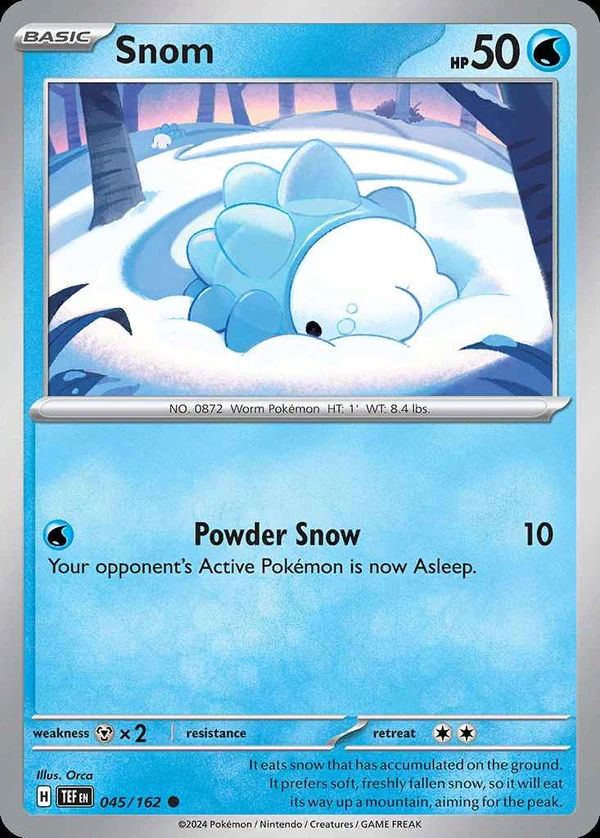 BASIC Snom HP 50
NO. 0872 Worm Pokémon HT: 1' WT: 8.4 lbs.
Powder Snow 10
Your opponent's Active Pokémon is now Asleep.
weakness ×2 resistance retreat
Illus. Orca
H TEF EN 045/162
It eats snow that has accumulated on the ground.
It prefers soft, freshly fallen snow, so it will eat
its way up a mountain, aiming for the peak.
©2024 Pokémon / Nintendo / Creatures / GAME FREAK